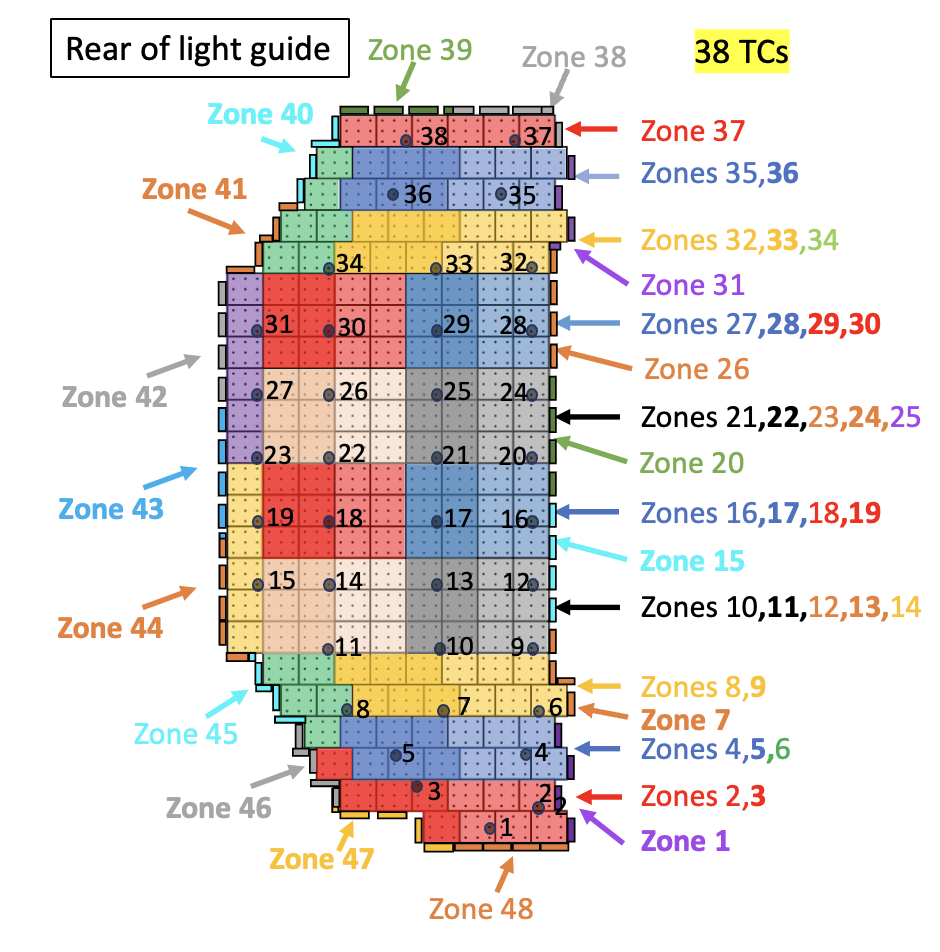 Rear of light guide
Zone 39
38 TCs
Zone 38
Zone 40
38
37
Zone 37
Zones 35,36
Zone 41
36
35
Zones 32,33,34
34
33
32
Zone 31
31
30
29
28
Zones 27,28,29,30
Zone 26
Zone 42
27
26
25
24
Zones 21,22,23,24,25
23
22
21
20
Zone 20
Zone 43
19
18
17
16
Zones 16,17,18,19
Zone 15
15
14
13
12
Zones 10,11,12,13,14
Zone 44
11
10
9
Zones 8,9
8
7
6
Zone 7
Zone 45
5
4
Zones 4,5,6
Zone 46
3
2
2
Zones 2,3
1
Zone 1
Zone 47
Zone 48